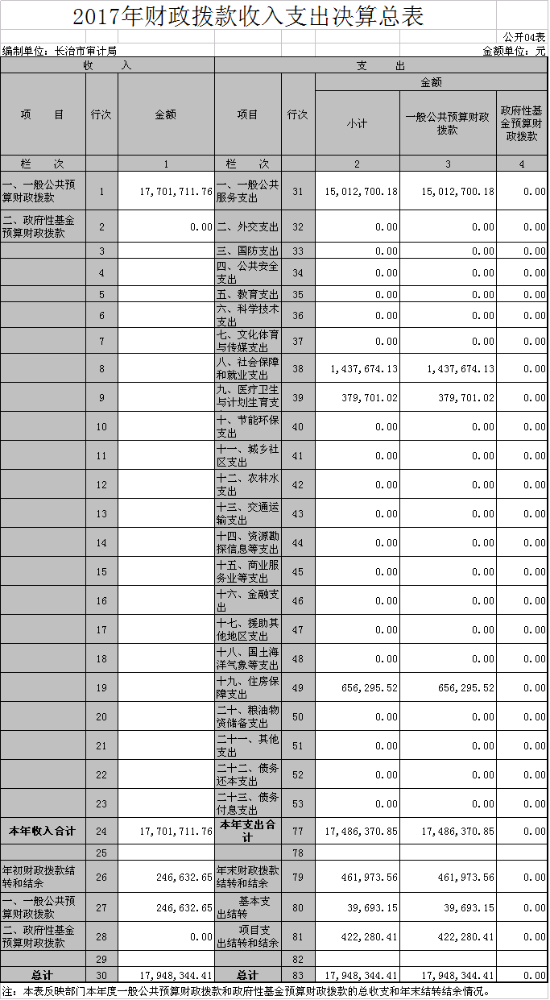 2017年财政拨款收入支出决算总表
公开04表
编制单位：长治市审计局 金额单位：元
收 入 支 出
项 目 行次 金额 项目 行次 金额
小计 一般公共预算财政拨款 政府性基金预算财政拨款
栏 次 1 栏 次 2 3 4
一、一般公共预算财政拨款 1 17,701,711.76 一、一般公共服务支出 31 15,012,700.18 15,012,700.18 0.00
二、政府性基金预算财政拨款 2 0.00 二、外交支出 32 0.00 0.00 0.00
3 三、国防支出 33 0.00 0.00 0.00
4 四、公共安全支出 34 0.00 0.00 0.00
5 五、教育支出 35 0.00 0.00 0.00
6 六、科学技术支出 36 0.00 0.00 0.00
7 七、文化体育与传媒支出 37 0.00 0.00 0.00
8 八、社会保障和就业支出 38 1,437,674.13 1,437,674.13 0.00
9 九、医疗卫生与计划生育支 39 379,701.02 379,701.02 0.00
10 十、节能环保支出 40 0.00 0.00 0.00
11 十一、城乡社区支出 41 0.00 0.00 0.00
12 十二、农林水支出 42 0.00 0.00 0.00
13 十三、交通运输支出 43 0.00 0.00 0.00
14 十四、资源勘探信息等支出 44 0.00 0.00 0.00
15 十五、商业服务业等支出 45 0.00 0.00 0.00
16 十六、金融支出 46 0.00 0.00 0.00
17 十七、援助其他地区支出 47 0.00 0.00 0.00
18 十八、国土海洋气象等支出 48 0.00 0.00 0.00
19 十九、住房保障支出 49 656,295.52 656,295.52 0.00
20 二十、粮油物资储备支出 50 0.00 0.00 0.00
21 二十一、其他支出 51 0.00 0.00 0.00
22 二十二、债务还本支出 52 0.00 0.00 0.00
23 二十三、债务付息支出 53 0.00 0.00 0.00
本年收入合计 24 17,701,711.76 本年支出合计 77 17,486,370.85 17,486,370.85 0.00
25 78
年初财政拨款结转和结余 26 246,632.65 年末财政拨款结转和结余 79 461,973.56 461,973.56 0.00
一、一般公共预算财政拨款 27 246,632.65 基本支出结转 80 39,693.15 39,693.15 0.00
二、政府性基金预算财政拨款 28 0.00 项目支出结转和结余 81 422,280.41 422,280.41 0.00
29 82
总计 30 17,948,344.41 总计 83 17,948,344.41 17,948,344.41 0.00
注：本表反映部门本年度一般公共预算财政拨款和政府性基金预算财政拨款的总收支和年末结转结余情况。